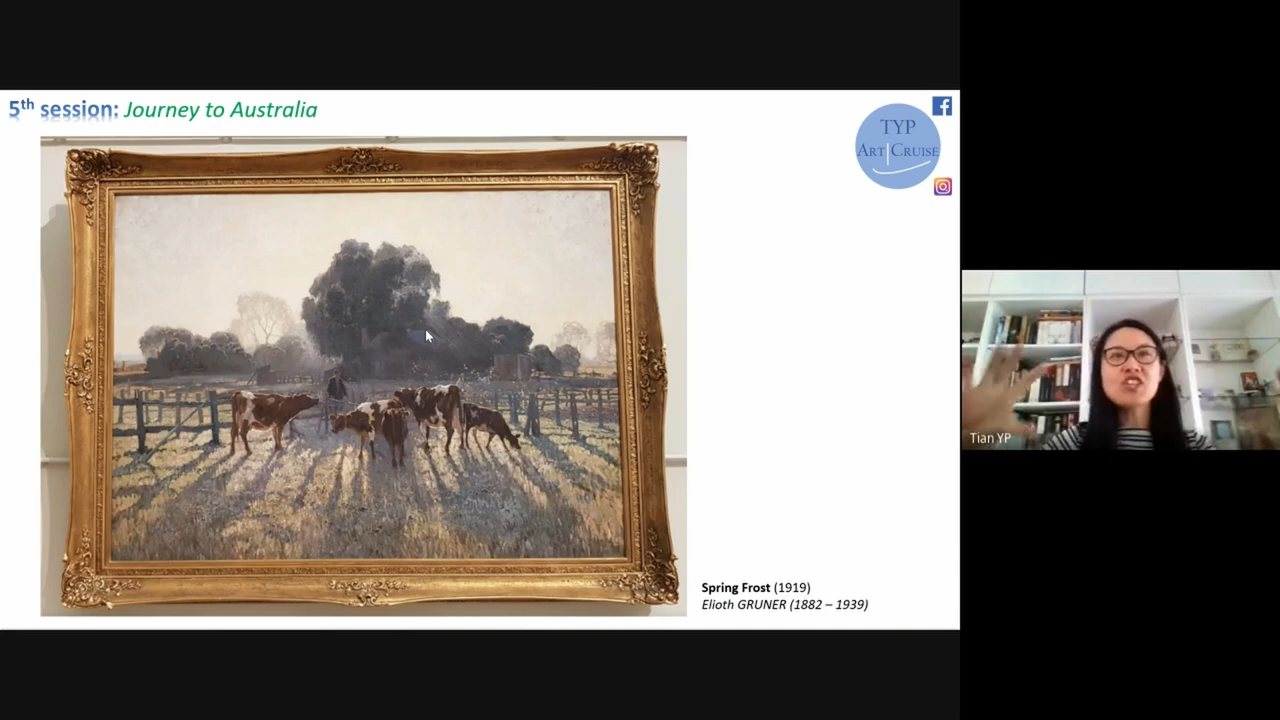 5th session: Journey to Australia
TYP
ART CRUISE
Spring Frost (1919)
Elioth GRUNER (1882 – 1939)
Tian YP